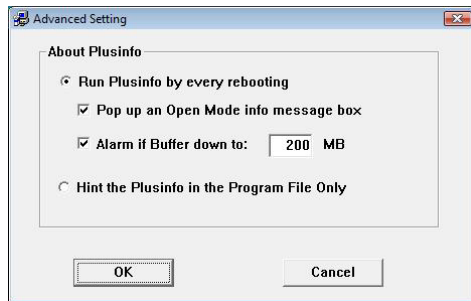 Advanced Setting
About Plusinfo
Run Plusinfo by every rebooting
Pop up an Open Mode info message box
Alarm if Buffer down to: 200 MB
Hint the Plusinfo in the Program File Only
OK Cancel